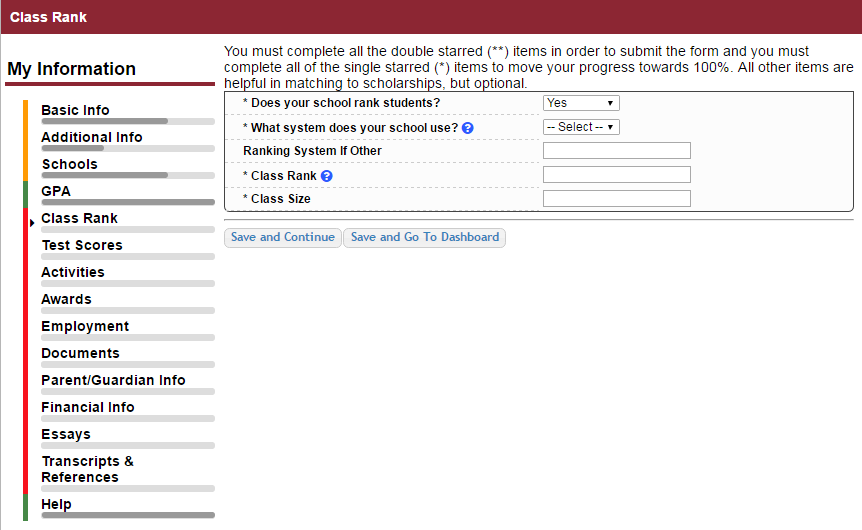 Class Rank
My Information
Basic Info
Additional Info
Schools
GPA
Class Rank
Test Scores
Activities
Awards
Employment
Documents
Parent/Guardian Info
Financial Info
Essays
Transcripts &
References
Help
You must complete all the double starred (**) items in order to submit the form and you must
complete all of the single starred (*) items to move your progress towards 100%. All other items are
helpful in matching to scholarships, but optional.
* Does your school rank students? Yes
* What system does your school use? ? -- Select --
Ranking System If Other
* Class Rank ?
* Class Size
Save and Continue Save and Go To Dashboard